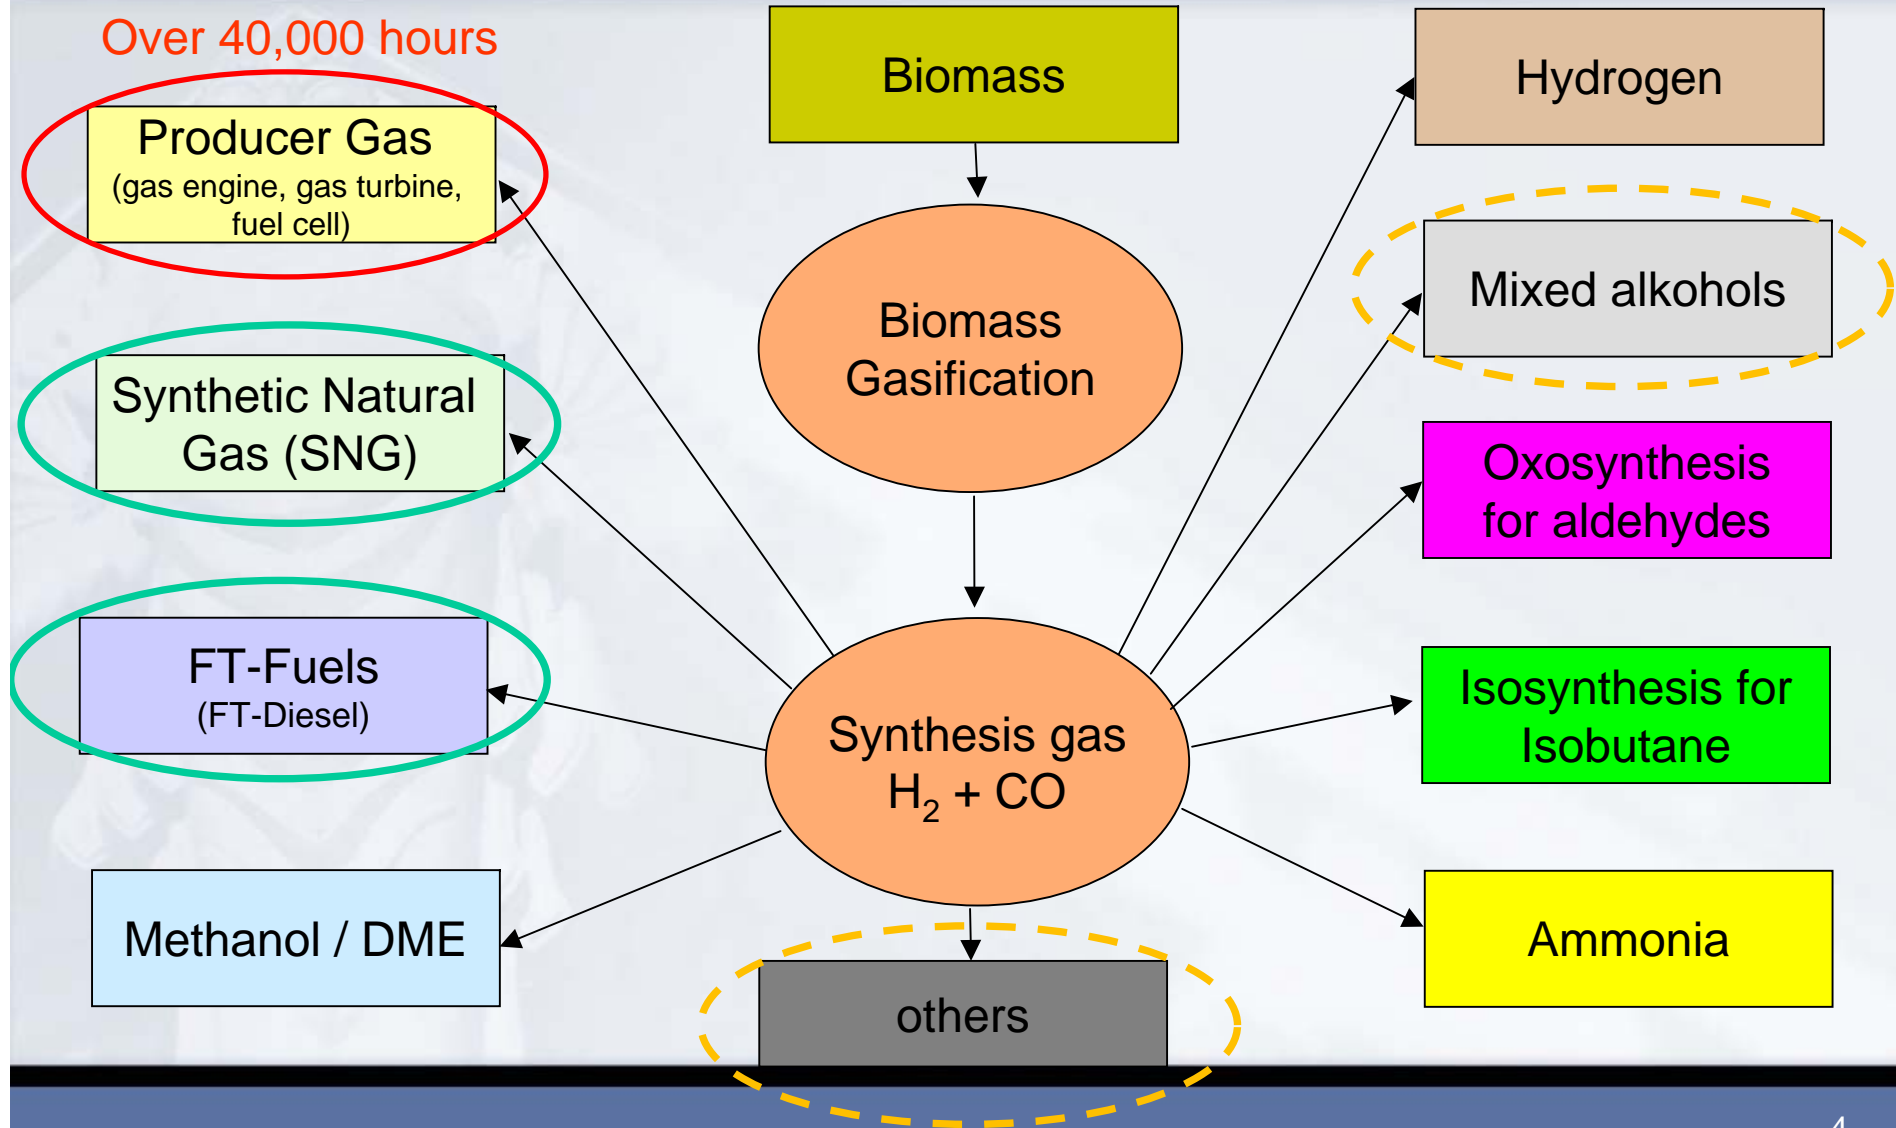 Over 40,000 hours
Producer Gas
(gas engine, gas turbine,
fuel cell)
Synthetic Natural
Gas (SNG)
FT-Fuels
(FT-Diesel)
Methanol / DME
Biomass
Biomass
Gasification
Synthesis gas
H₂ + CO
others
Hydrogen
Mixed alkohols
Oxosynthesis
for aldehydes
Isosynthesis for
Isobutane
Ammonia
4